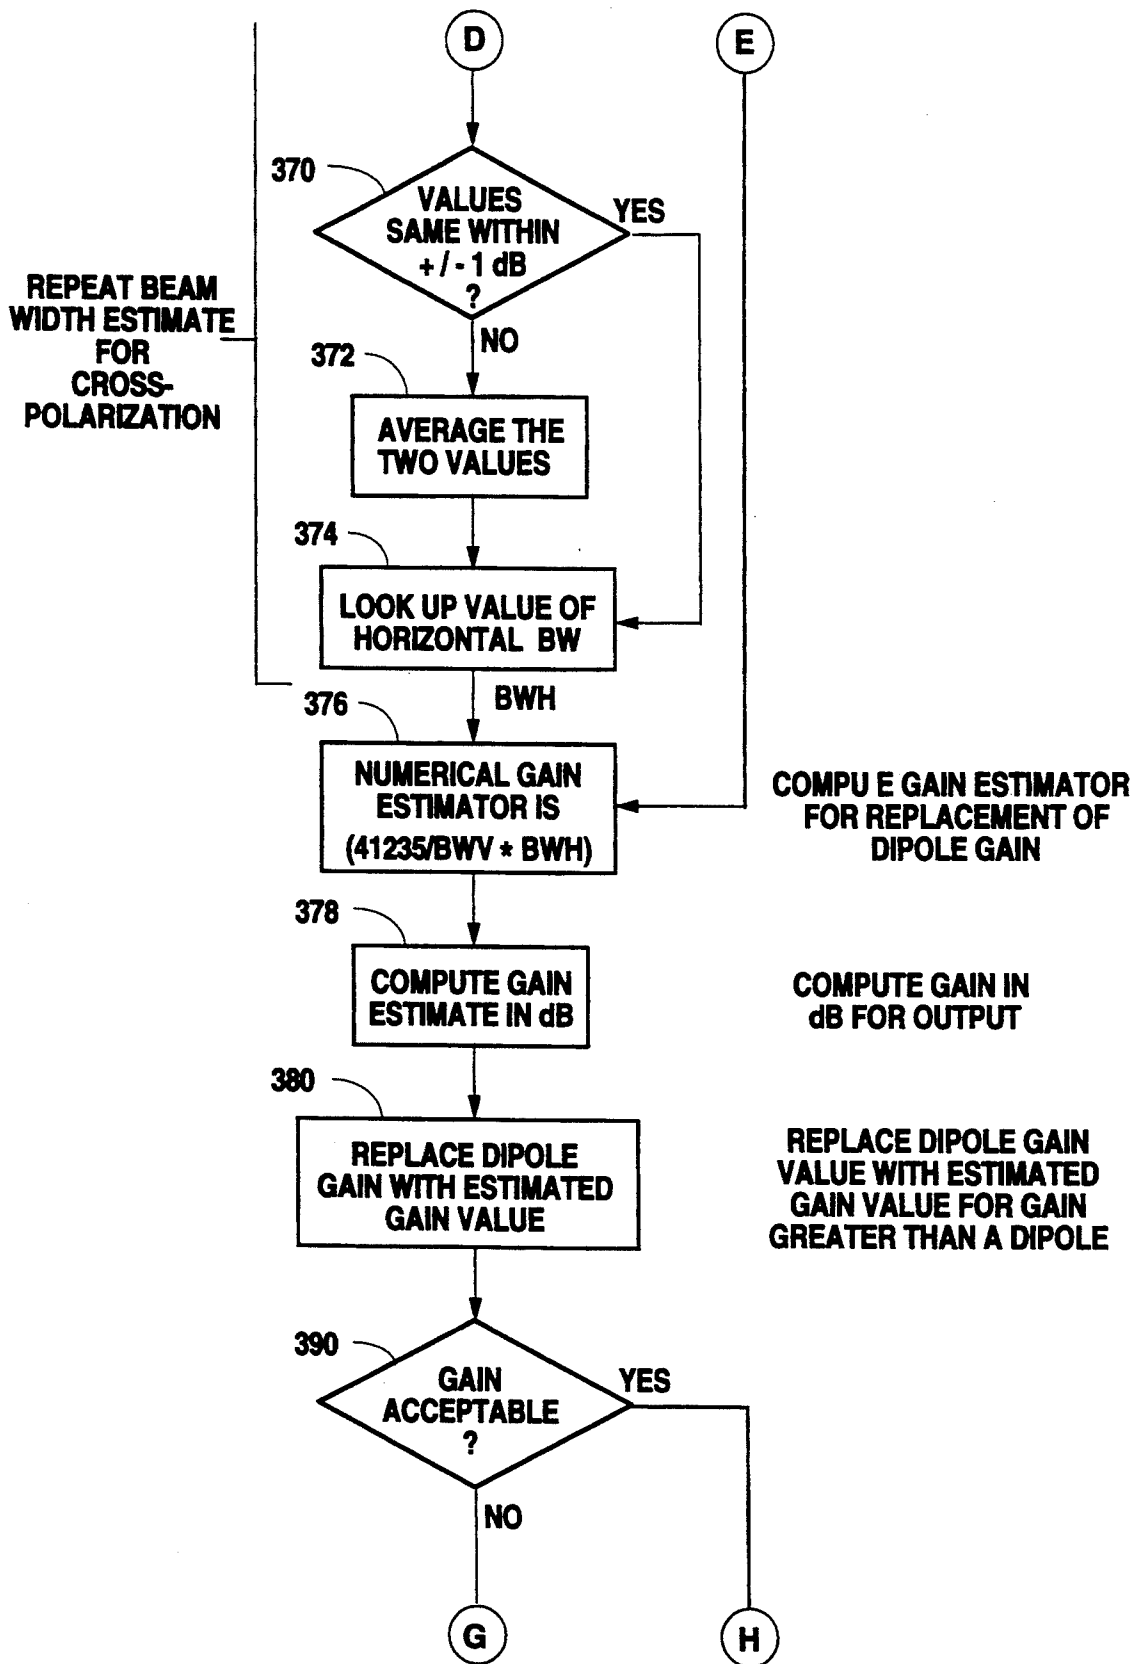 D
E
370
VALUES
SAME WITHIN
+ / - 1 dB
?
YES
NO
REPEAT BEAM
WIDTH ESTIMATE
FOR
CROSS-
POLARIZATION
372
AVERAGE THE
TWO VALUES
374
LOOK UP VALUE OF
HORIZONTAL BW
BWH
376
NUMERICAL GAIN
ESTIMATOR IS
(41235/BWV * BWH)
COMPU E GAIN ESTIMATOR
FOR REPLACEMENT OF
DIPOLE GAIN
378
COMPUTE GAIN
ESTIMATE IN dB
COMPUTE GAIN IN
dB FOR OUTPUT
380
REPLACE DIPOLE
GAIN WITH ESTIMATED
GAIN VALUE
REPLACE DIPOLE GAIN
VALUE WITH ESTIMATED
GAIN VALUE FOR GAIN
GREATER THAN A DIPOLE
390
GAIN
ACCEPTABLE
?
YES
NO
G
H